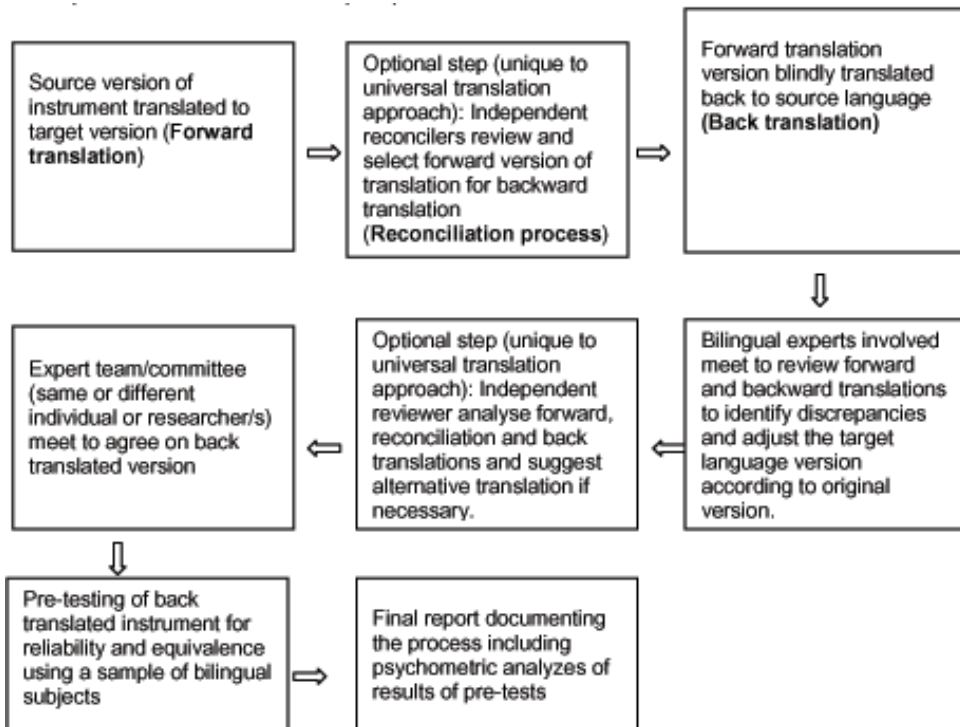 Source version of
instrument translated to
target version (Forward
translation)
Optional step (unique to
universal translation
approach): Independent
reconcilers review and
select forward version of
translation for backward
translation
(Reconciliation process)
Forward translation
version blindly translated
back to source language
(Back translation)
Bilingual experts involved
meet to review forward
and backward translations
to identify discrepancies
and adjust the target
language version
according to original
version.
Optional step (unique to
universal translation
approach): Independent
reviewer analyse forward,
reconciliation and back
translations and suggest
alternative translation if
necessary.
Expert team/committee
(same or different
individual or researcher/s)
meet to agree on back
translated version
Pre-testing of back
translated instrument for
reliability and equivalence
using a sample of bilingual
subjects
Final report documenting
the process including
psychometric analyzes of
results of pre-tests